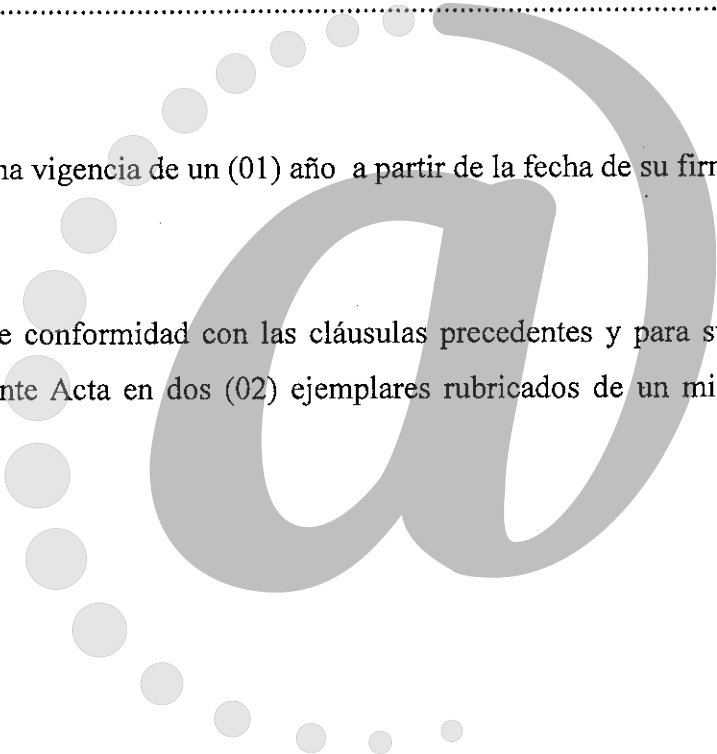 na vigencia de un (01) año a partir de la fecha de su firm
e conformidad con las cláusulas precedentes y para su
nte Acta en dos (02) ejemplares rubricados de un mi